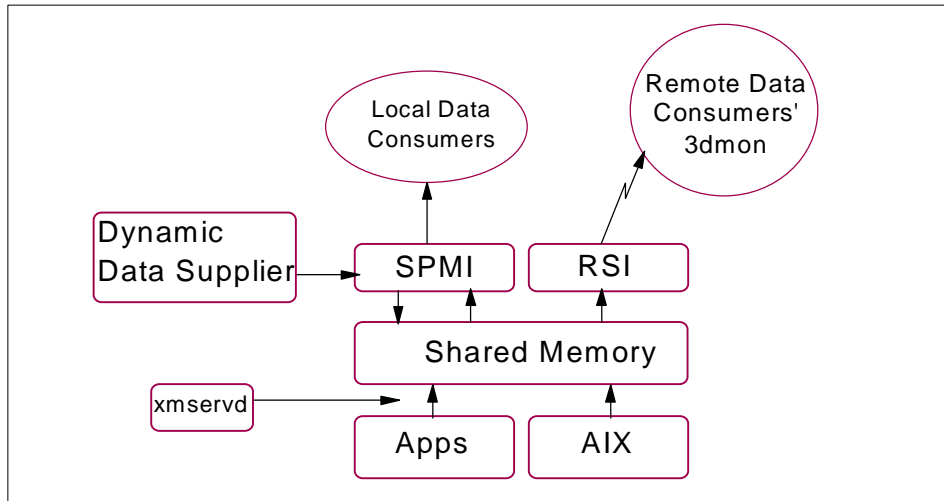 Remote Data
Consumers'
3dmon
Local Data
Consumers
Dynamic
Data Supplier
SPMI
RSI
Shared Memory
xmservd
Apps
AIX